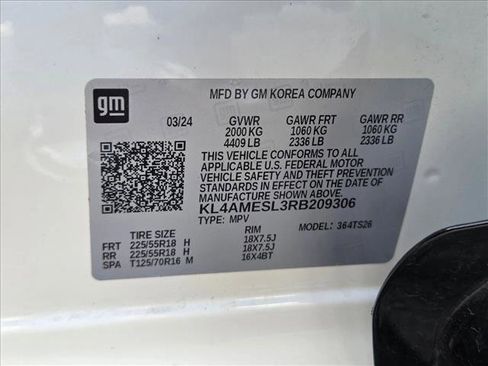 gm
MFD BY GM KOREA COMPANY
03/24 GVWR GAWR FRT GAWR RR
2000 KG 1060 KG 1060 KG
4409 LB 2336 LB 2336 LB
THIS VEHICLE CONFORMS TO ALL
APPLICABLE U.S. FEDERAL MOTOR
VEHICLE SAFETY AND THEFT PREVENTION
STANDARDS IN EFFECT ON THE DATE OF
MANUFACTURE SHOWN ABOVE.
KL4AMESL3RB209306
TYPE: MPV MODEL: 364TS26
TIRE SIZE RIM
FRT 225/55R18 H 18X7.5J
RR 225/55R18 H 18X7.5J
SPA T125/70R16 M 16X4BT